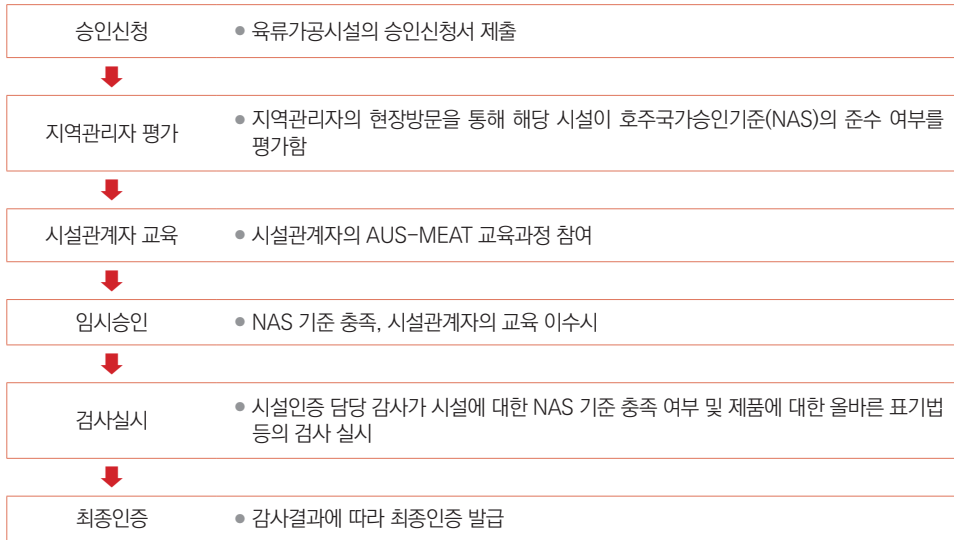 승인신청 ● 육류가공시설의 승인신청서 제출
지역관리자 평가 ● 지역관리자의 현장방문을 통해 해당 시설이 호주국가승인기준(NAS)의 준수 여부를
평가함
시설관계자 교육 ● 시설관계자의 AUS-MEAT 교육과정 참여
임시승인 ● NAS 기준 충족, 시설관계자의 교육 이수시
검사실시 ● 시설인증 담당 감사가 시설에 대한 NAS 기준 충족 여부 및 제품에 대한 올바른 표기법
등의 검사 실시
최종인증 ● 감사결과에 따라 최종인증 발급